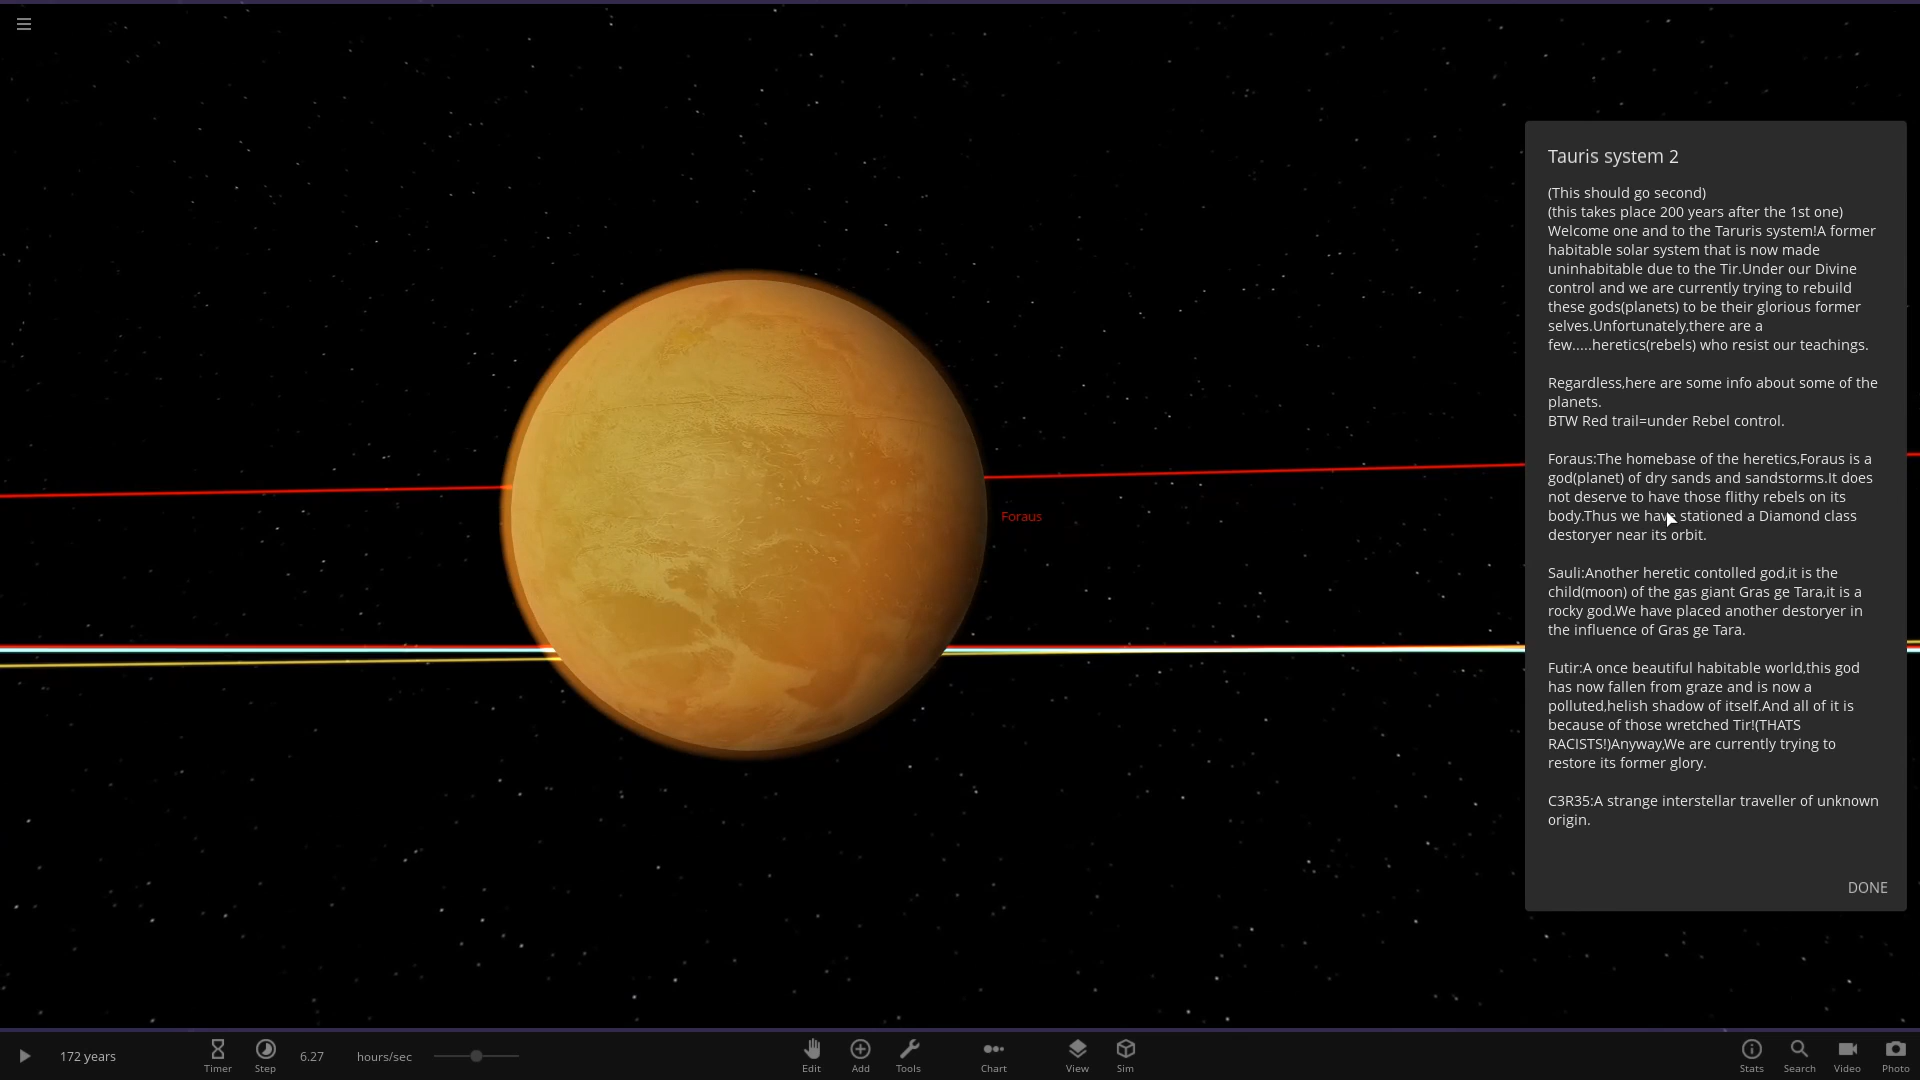 Tauris system 2
(This should go second)
(this takes place 200 years after the 1st one)
Welcome one and to the Taruris system!A former
habitable solar system that is now made
uninhabitable due to the Tir.Under our Divine
control and we are currently trying to rebuild
these gods(planets) to be their glorious former
selves.Unfortunately,there are a
few.....heretics(rebels) who resist our teachings.
Regardless,here are some info about some of the
planets.
BTW Red trail=under Rebel control.
Foraus:The homebase of the heretics,Foraus is a
god(planet) of dry sands and sandstorms.It does
not deserve to have those flithy rebels on its
body.Thus we have stationed a Diamond class
destoryer near its orbit.
Sauli:Another heretic contolled god,it is the
child(moon) of the gas giant Gras ge Tara,it is a
rocky god.We have placed another destoryer in
the influence of Gras ge Tara.
Futir:A once beautiful habitable world,this god
has now fallen from graze and is now a
polluted,helish shadow of itself.And all of it is
because of those wretched Tir!(THATS
RACISTS!)Anyway,We are currently trying to
restore its former glory.
C3R35:A strange interstellar traveller of unknown
origin.
DONE
Foraus
172 years
Timer
Step
6.27
hours/sec
Edit
Add
Tools
Chart
View
Sim
Stats
Search
Video
Photo